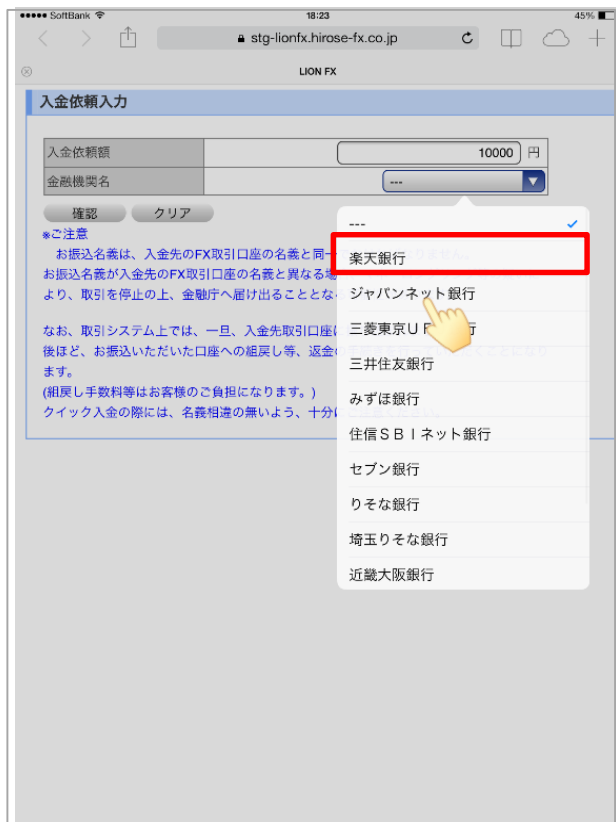 SoftBank 18:23 45%
stg-lionfx.hirose-fx.co.jp
LION FX
入金依頼入力
入金依頼額 10000 円
金融機関名 ---
確認 クリア
※ご注意
お振込名義は、入金先のFX取引口座の名義と同一
お振込名義が入金先のFX取引口座の名義と異なる場
より、取引を停止の上、金融庁へ届け出ることとな
なお、取引システム上では、一旦、入金先取引口座に
後ほど、お振込いただいた口座への組戻し等、返金
ます。
(組戻し手数料等はお客様のご負担になります。)
クイック入金の際には、名義相違の無いよう、十分に
---
楽天銀行
ジャパンネット銀行
三菱東京U 行
三井住友銀行
みずほ銀行
住信SBIネット銀行
セブン銀行
りそな銀行
埼玉りそな銀行
近畿大阪銀行